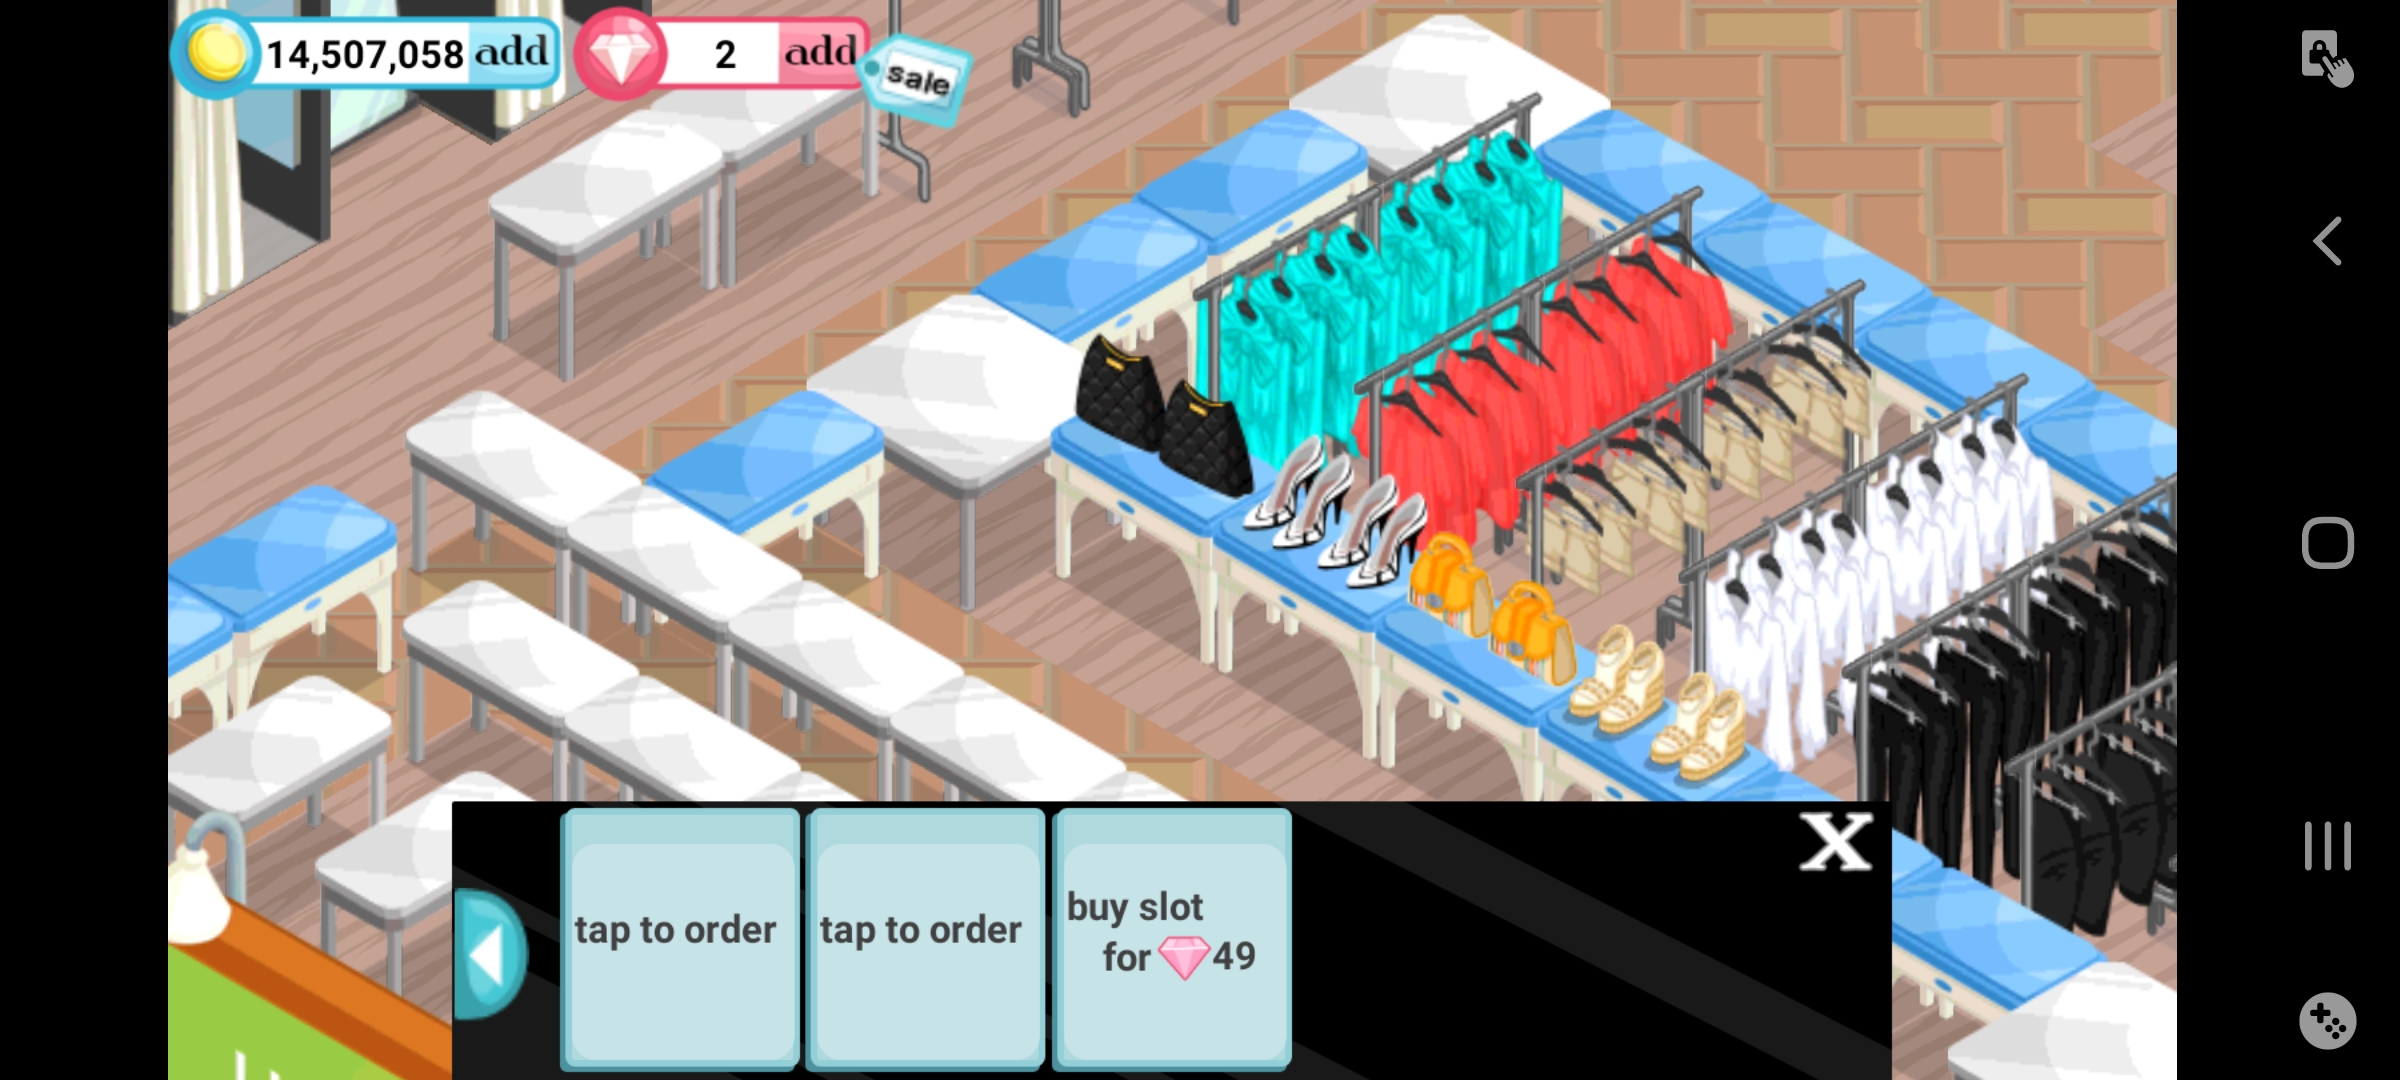 14,507,058 add
2 add
sale
tap to order
tap to order
buy slot
for 49
X